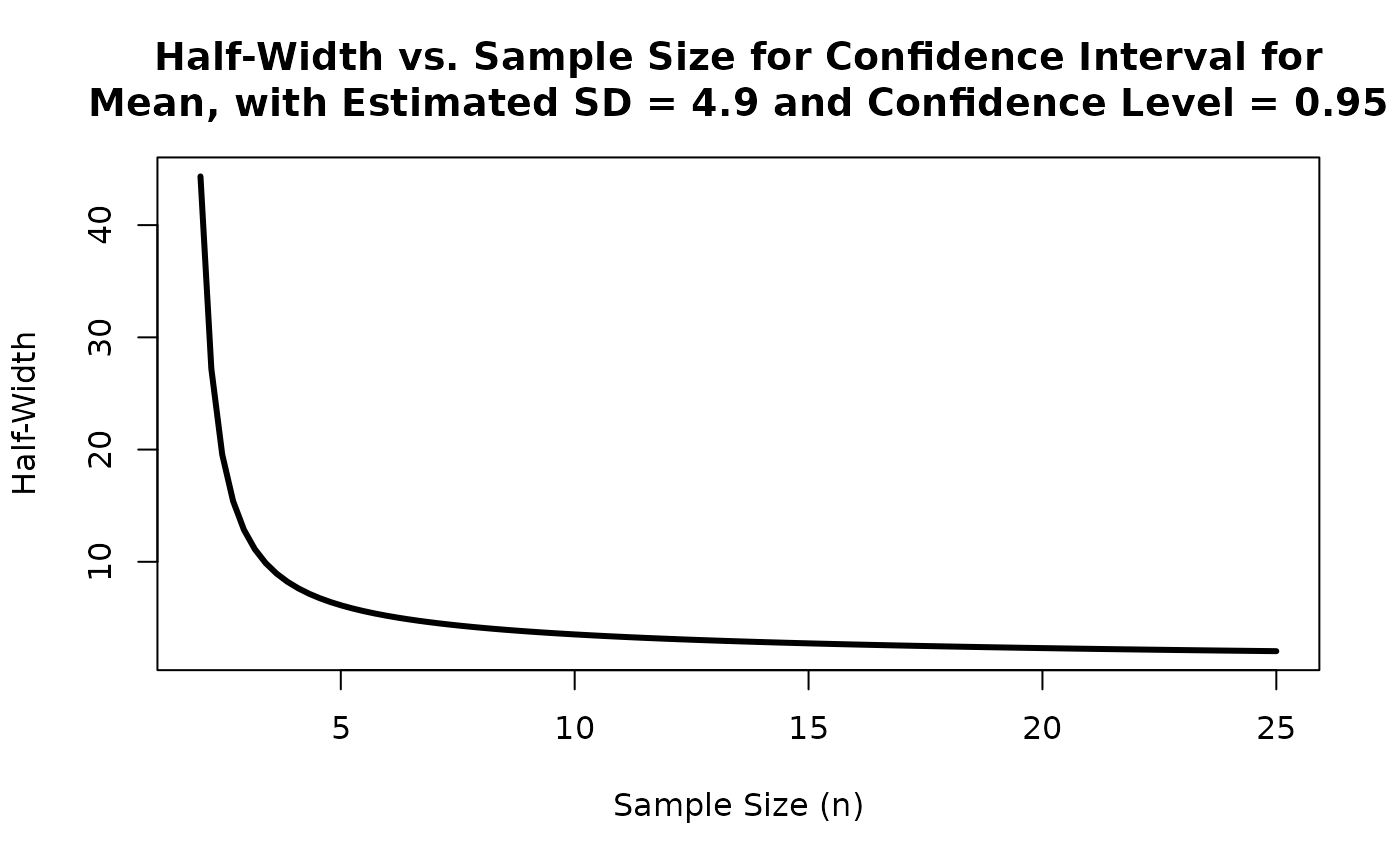 Half-Width vs. Sample Size for Confidence Interval for
Mean, with Estimated SD = 4.9 and Confidence Level = 0.95
Half-Width
40
30
20
10
5
10
15
20
25
Sample Size (n)